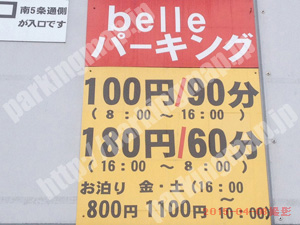 南5条通側
が入口です
belle
パーキング
100円/90分
(8:00～16:00)
180円/60分
(16:00～8:00)
お泊り 金・土(16:00
800円 1100円 10:00)